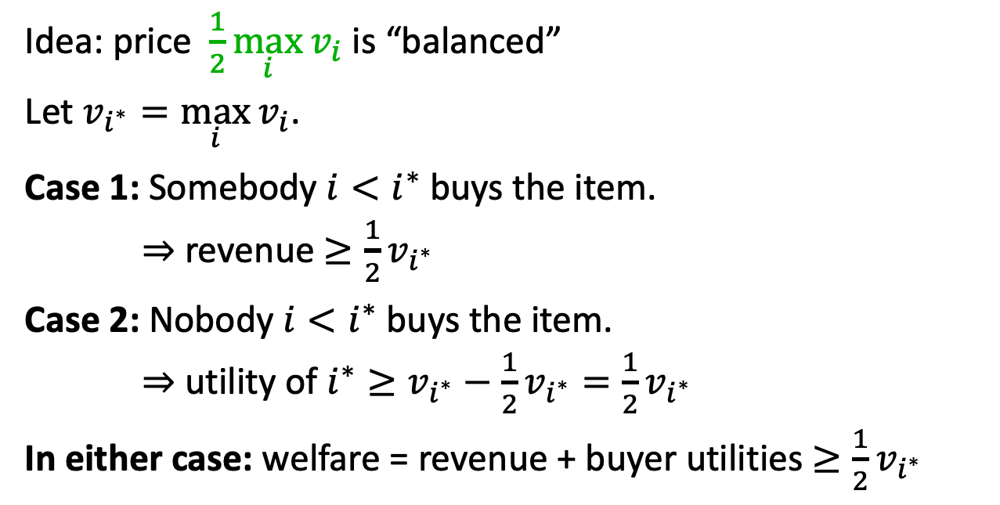 Idea: price $\frac{1}{2} \max_i v_i$ is “balanced”
Let $v_{i^*} = \max_i v_i$.
Case 1: Somebody $i < i^*$ buys the item.
$\Rightarrow$ revenue $\geq \frac{1}{2} v_{i^*}$
Case 2: Nobody $i < i^*$ buys the item.
$\Rightarrow$ utility of $i^* \geq v_{i^*} - \frac{1}{2} v_{i^*} = \frac{1}{2} v_{i^*}$
In either case: welfare = revenue + buyer utilities $\geq \frac{1}{2} v_{i^*}$